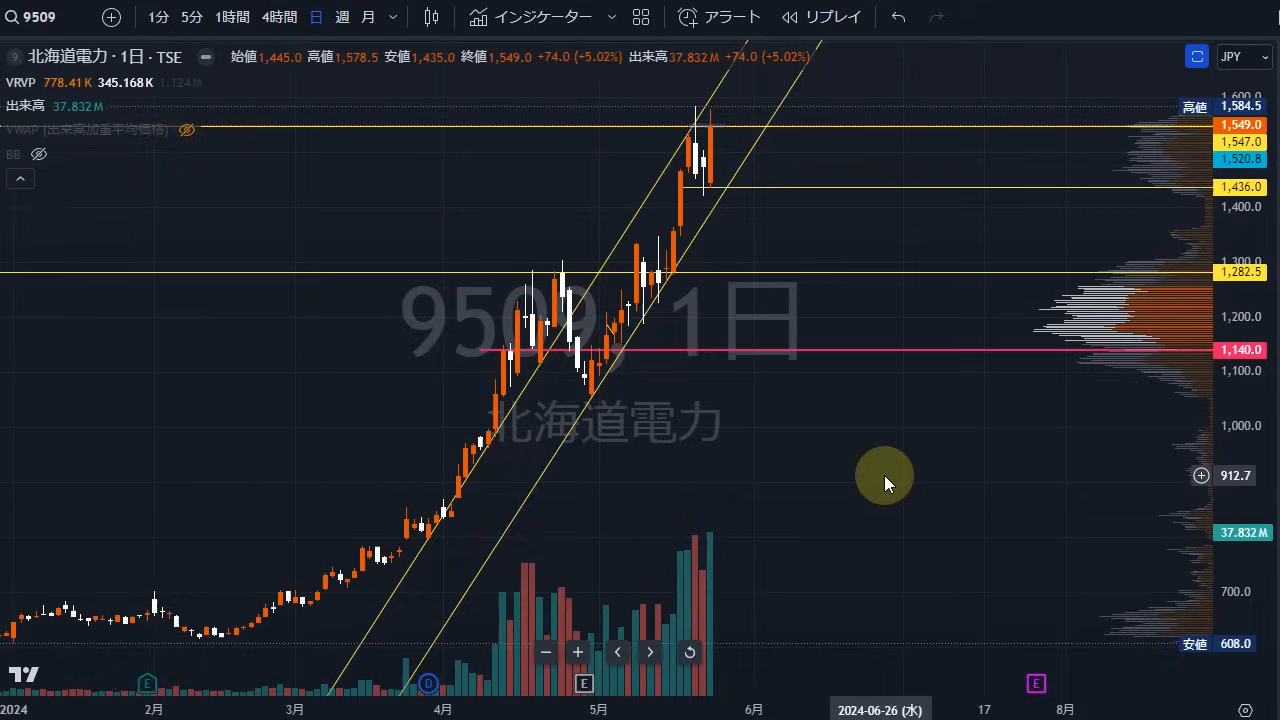 9509 1分 5分 1時間 4時間 日 週 月 インジケーター アラート リプレイ
9 北海道電力・1日・TSE 始値1,445.0 高値1,578.5 安値1,435.0 終値1,549.0 +74.0 (+5.02%) 出来高37.832M +74.0 (+5.02%) JPY
VRVP 778.41K 345.168K 1.124M
出来高 37.832M
VWAP (出来高加重平均価格)
BB
1,600.0
高値 1,584.5
1,549.0
1,547.0
1,520.8
1,436.0
1,400.0
1,300.0
1,282.5
1,200.0
1,140.0
1,100.0
1,000.0
912.7
37.832M
700.0
安値 608.0
9509, 1日
北海道電力
E D E E
2024 2月 3月 4月 5月 6月 2024-06-26 (水) 17 8月